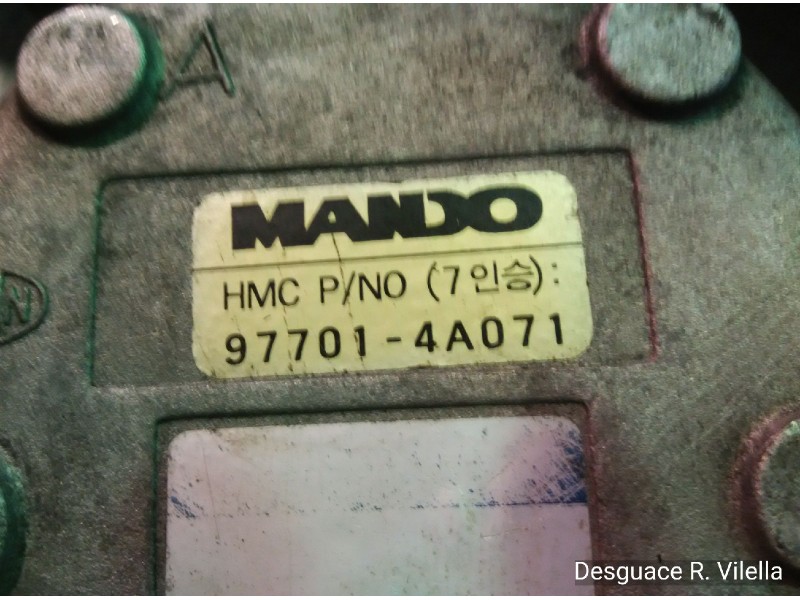 A
MANDO
HMC P/NO (7인승):
97701-4A071
N
Desguace R. Vilella